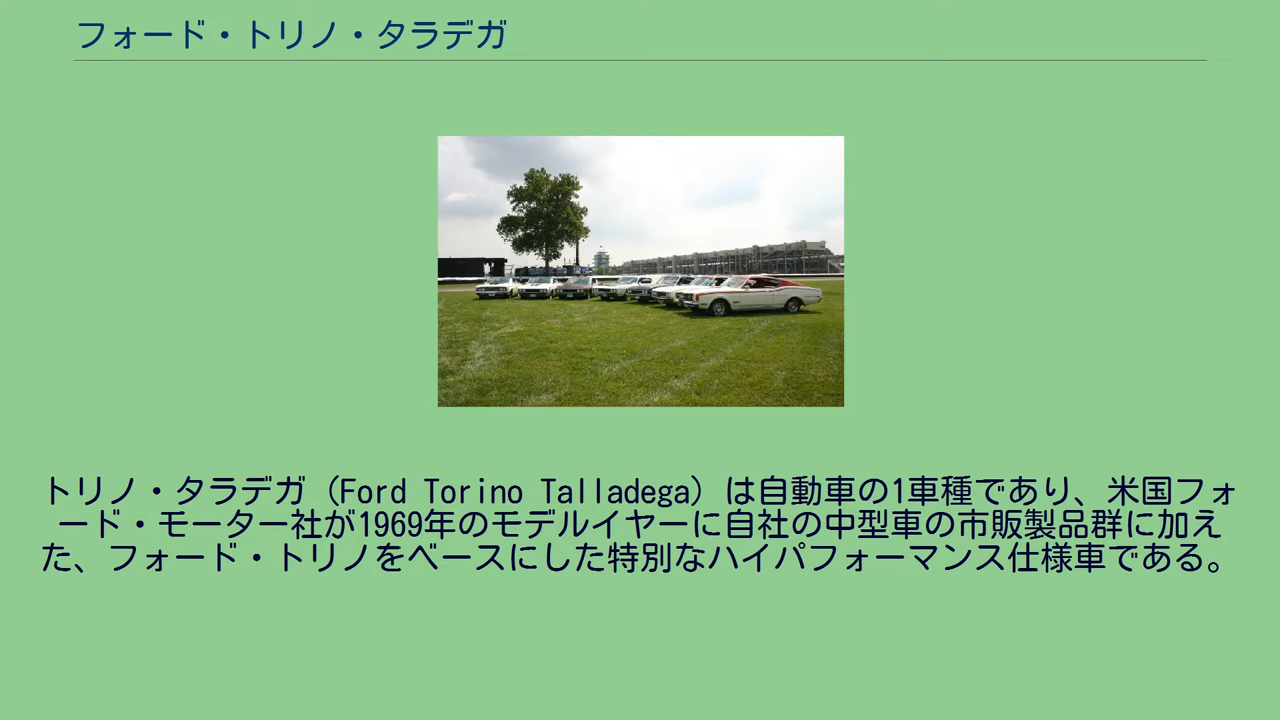 フォード・トリノ・タラデガ
トリノ・タラデガ（Ford Torino Talladega）は自動車の1車種であり、米国フォ
ード・モーター社が1969年のモデルイヤーに自社の中型車の市販製品群に加え
た、フォード・トリノをベースにした特別なハイパフォーマンス仕様車である。